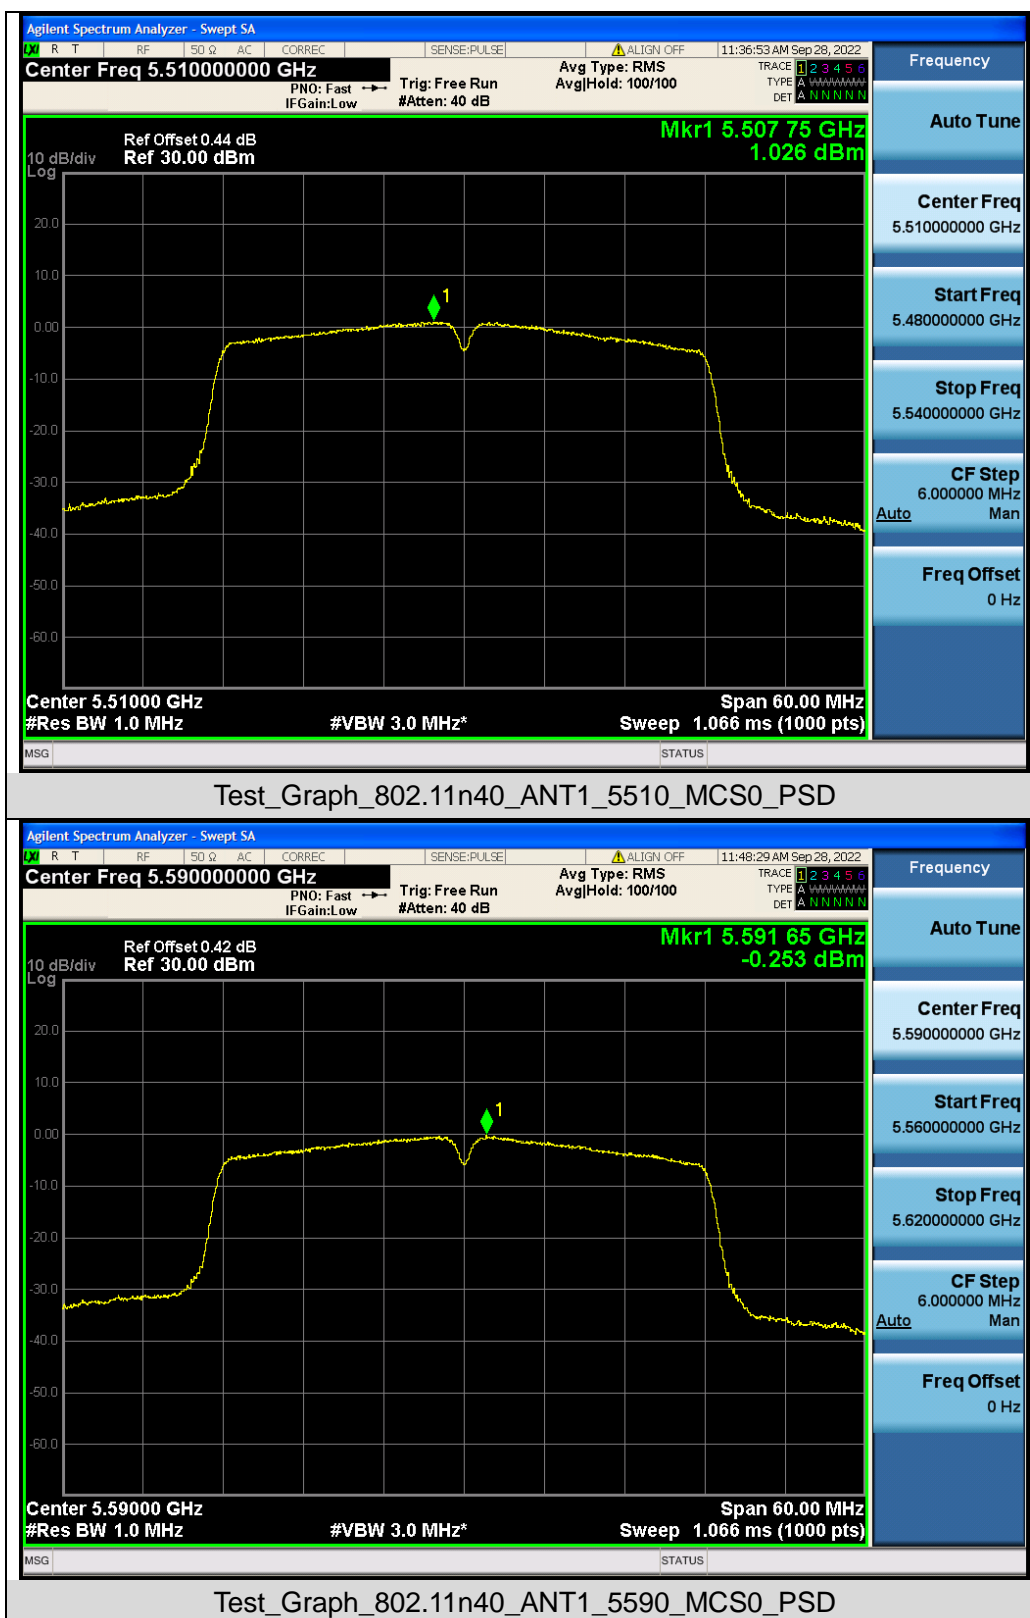 Agilent Spectrum Analyzer - Swept SA
LXI R T RF 50 Ω AC CORREC SENSE:PULSE ALIGN OFF 11:36:53 AM Sep 28, 2022
Center Freq 5.510000000 GHz
PNO: Fast
IFGain:Low
Trig: Free Run
#Atten: 40 dB
Avg Type: RMS
Avg|Hold: 100/100
TRACE 1 2 3 4 5 6
TYPE A WWWWW
DET A N N N N N
Frequency
Auto Tune
Center Freq
5.510000000 GHz
Start Freq
5.480000000 GHz
Stop Freq
5.540000000 GHz
CF Step
6.000000 MHz
Auto Man
Freq Offset
0 Hz
Mkr1 5.507 75 GHz
1.026 dBm
Ref Offset 0.44 dB
10 dB/div Ref 30.00 dBm
Log
20.0
10.0
0.00
-10.0
-20.0
-30.0
-40.0
-50.0
-60.0
1
Center 5.51000 GHz Span 60.00 MHz
#Res BW 1.0 MHz #VBW 3.0 MHz* Sweep 1.066 ms (1000 pts)
MSG STATUS
Test_Graph_802.11n40_ANT1_5510_MCS0_PSD
Agilent Spectrum Analyzer - Swept SA
LXI R T RF 50 Ω AC CORREC SENSE:PULSE ALIGN OFF 11:48:29 AM Sep 28, 2022
Center Freq 5.590000000 GHz
PNO: Fast
IFGain:Low
Trig: Free Run
#Atten: 40 dB
Avg Type: RMS
Avg|Hold: 100/100
TRACE 1 2 3 4 5 6
TYPE A WWWWW
DET A N N N N N
Frequency
Auto Tune
Center Freq
5.590000000 GHz
Start Freq
5.560000000 GHz
Stop Freq
5.620000000 GHz
CF Step
6.000000 MHz
Auto Man
Freq Offset
0 Hz
Mkr1 5.591 65 GHz
-0.253 dBm
Ref Offset 0.42 dB
10 dB/div Ref 30.00 dBm
Log
20.0
10.0
0.00
-10.0
-20.0
-30.0
-40.0
-50.0
-60.0
1
Center 5.59000 GHz Span 60.00 MHz
#Res BW 1.0 MHz #VBW 3.0 MHz* Sweep 1.066 ms (1000 pts)
MSG STATUS
Test_Graph_802.11n40_ANT1_5590_MCS0_PSD